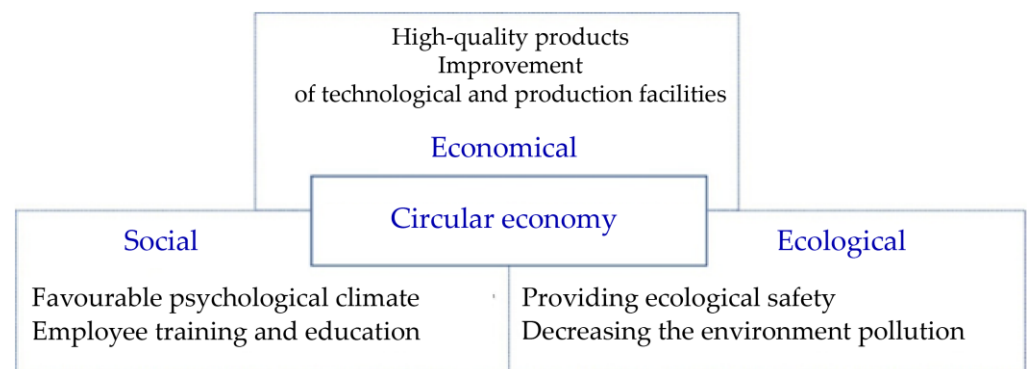 High-quality products
Improvement
of technological and production facilities
Economical
Circular economy
Social
Favourable psychological climate
Employee training and education
Ecological
Providing ecological safety
Decreasing the environment pollution